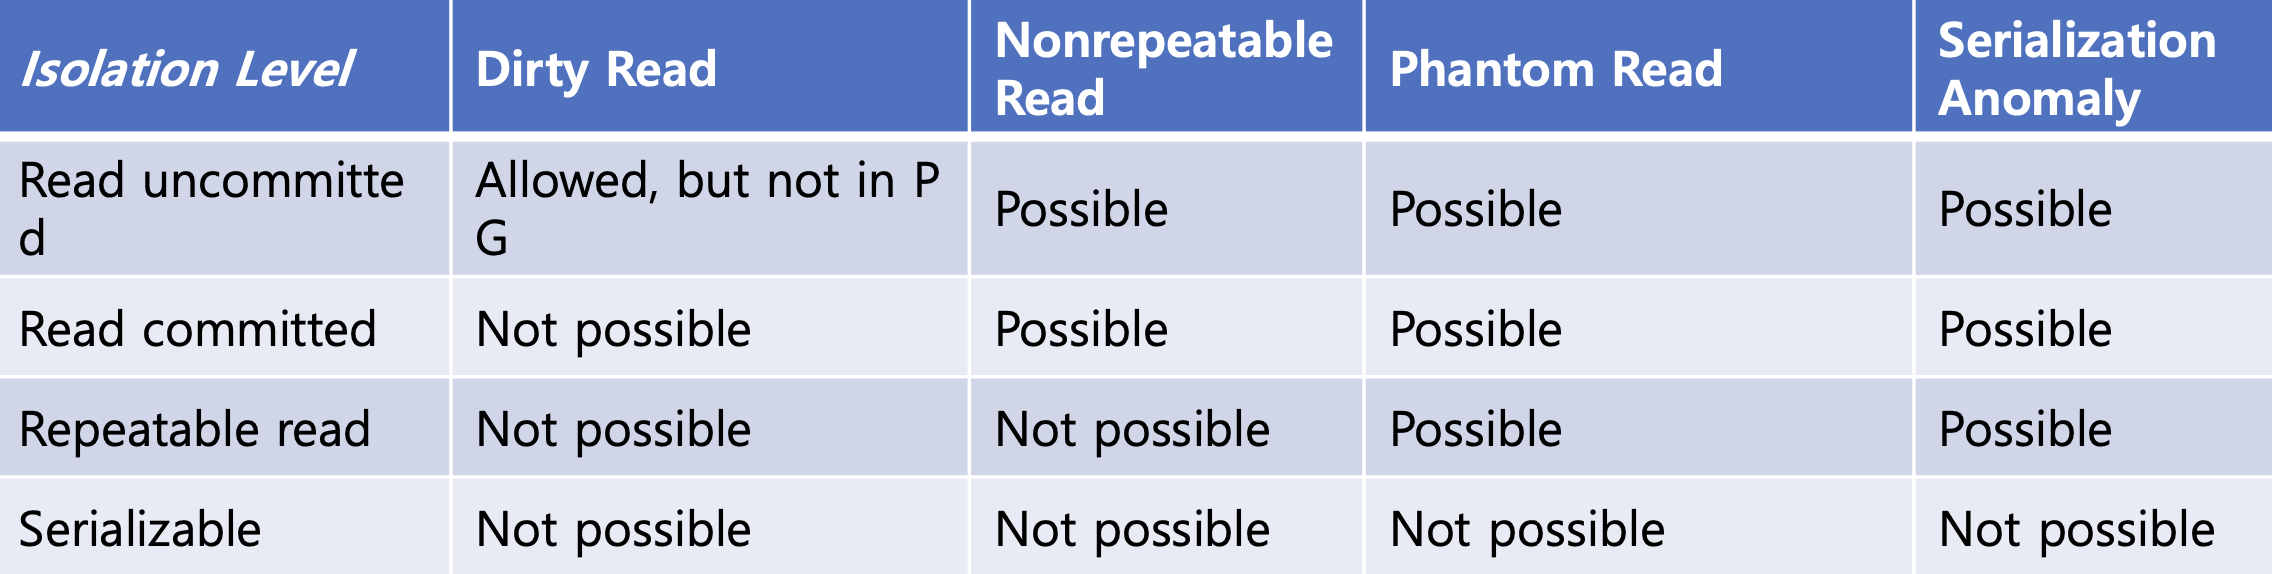 Isolation Level
Dirty Read
Nonrepeatable
Read
Phantom Read
Serialization
Anomaly
Read uncommitte
d
Allowed, but not in P
G
Possible
Possible
Possible
Read committed
Not possible
Possible
Possible
Possible
Repeatable read
Not possible
Not possible
Possible
Possible
Serializable
Not possible
Not possible
Not possible
Not possible